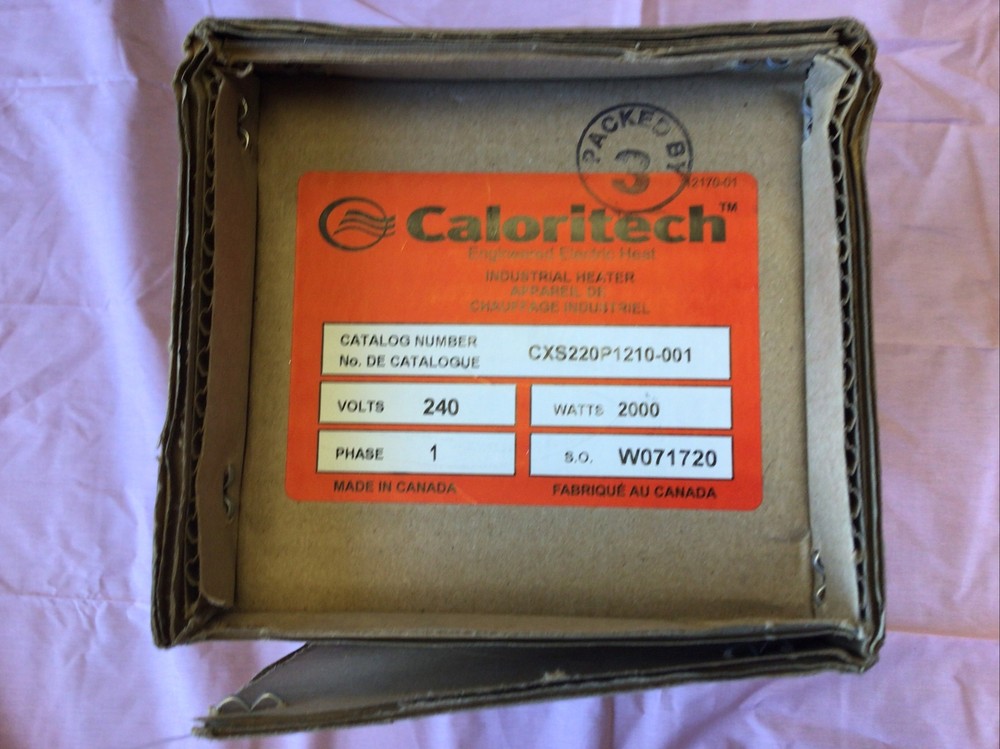 PACKED BY
3
42170-01
Caloritech™
Engineered Electric Heat
INDUSTRIAL HEATER
APPAREIL DE
CHAUFFAGE INDUSTRIEL
CATALOG NUMBER
No. DE CATALOGUE
CXS220P1210-001
VOLTS 240
WATTS 2000
PHASE 1
S.O. W071720
MADE IN CANADA
FABRIQUÉ AU CANADA